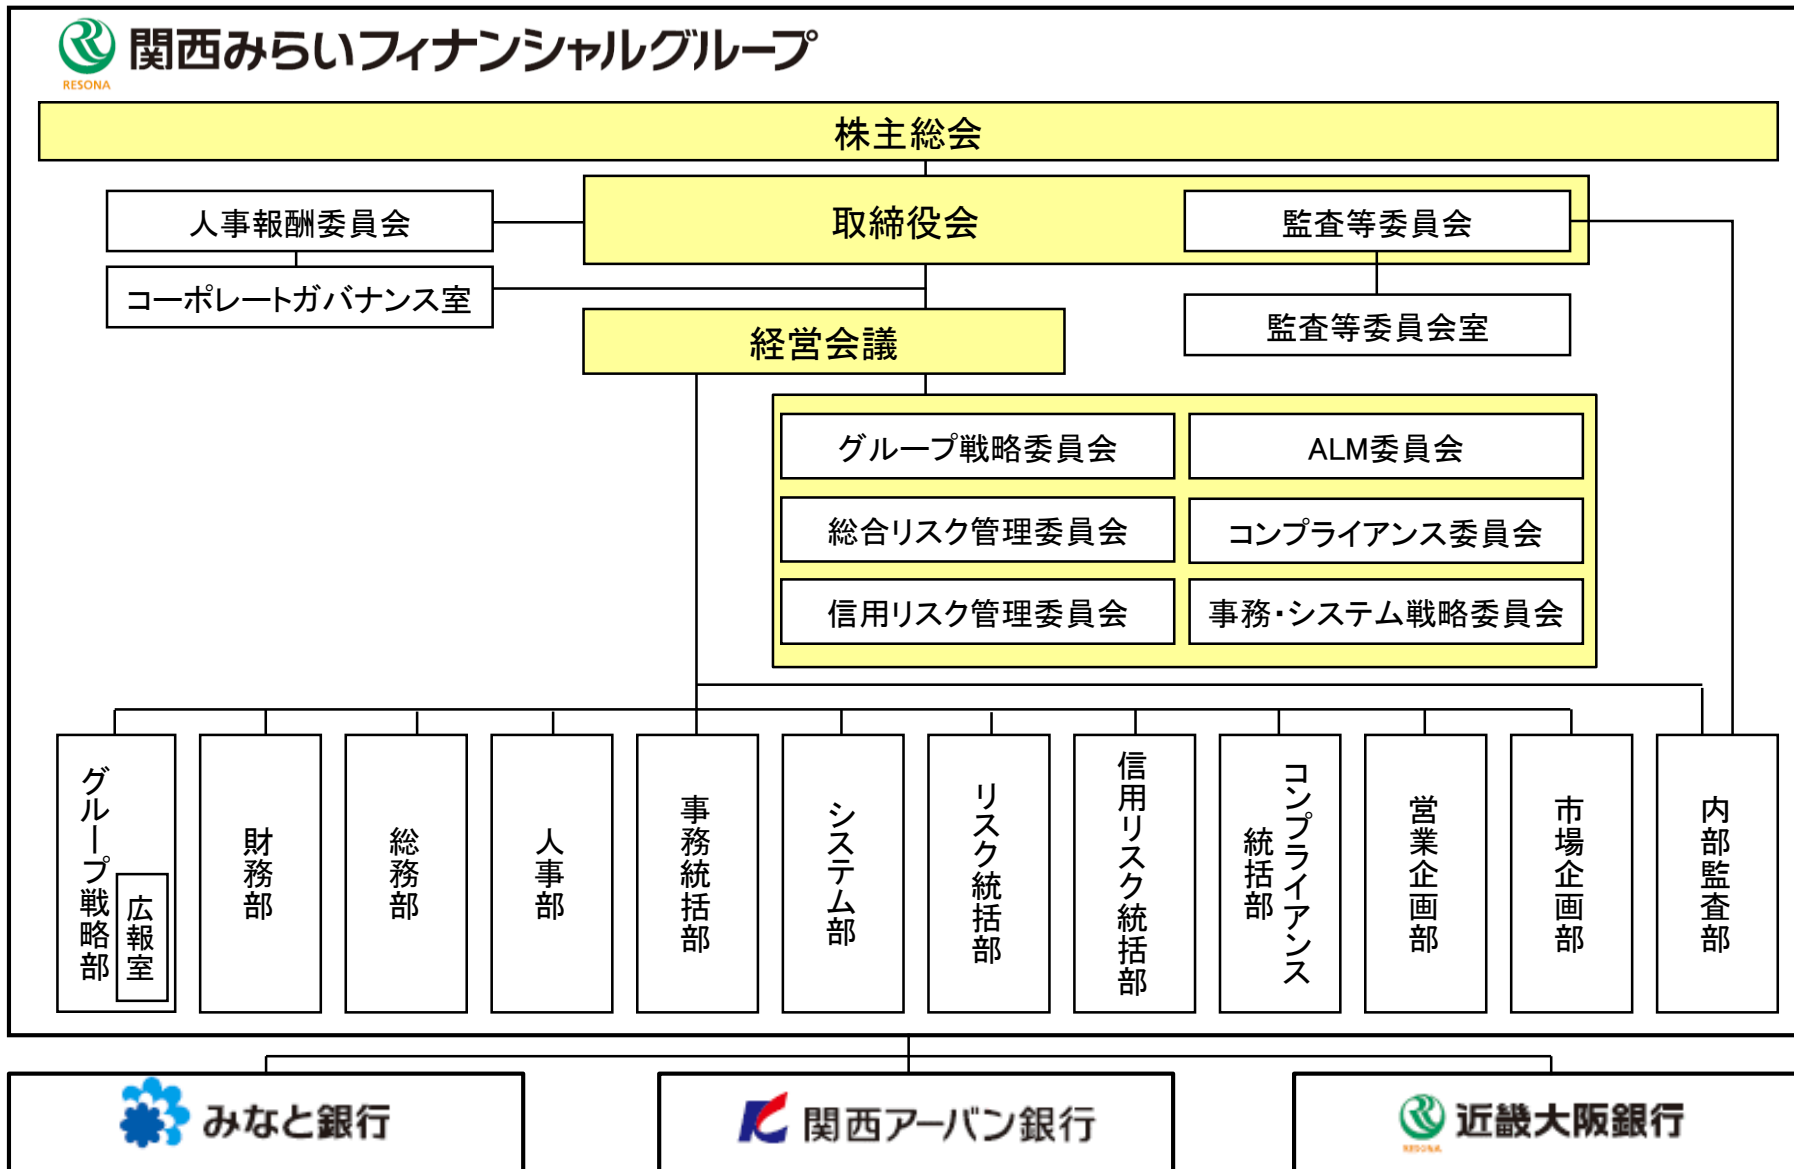 関西みらいフィナンシャルグループ
RESONA
株主総会
人事報酬委員会
取締役会
監査等委員会
コーポレートガバナンス室
監査等委員会室
経営会議
グループ戦略委員会
ALM委員会
総合リスク管理委員会
コンプライアンス委員会
信用リスク管理委員会
事務・システム戦略委員会
グループ戦略部
広報室
財務部
総務部
人事部
事務統括部
システム部
リスク統括部
信用リスク統括部
コンプライアンス
統括部
営業企画部
市場企画部
内部監査部
みなと銀行
関西アーバン銀行
近畿大阪銀行
RESONA